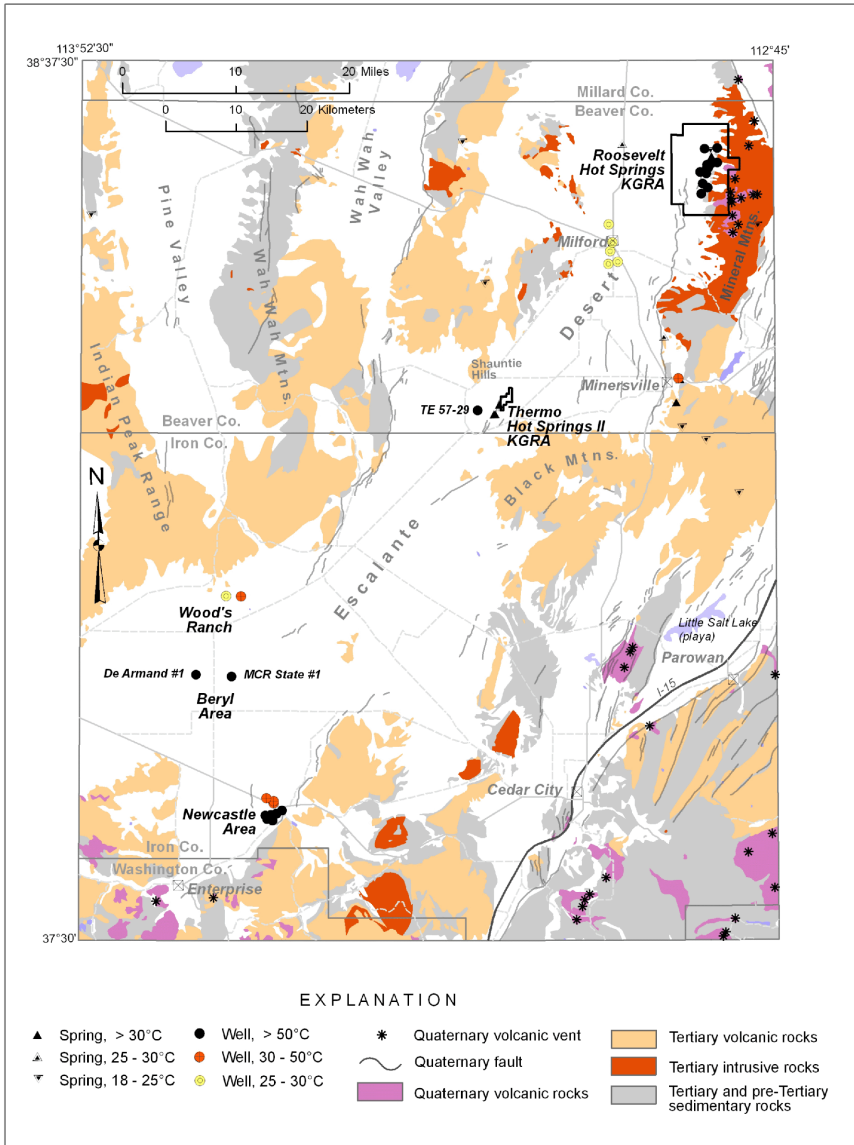 113°52'30"
38°37'30"
112°45'
0 10 20 Miles
0 10 20 Kilometers
Millard Co.
Beaver Co.
Wah Wah
Valley
Roosevelt
Hot Springs
KGRA
Pine Valley
Milford
Mineral Mtns.
Wah Wah Mtns.
Desert
Shauntie
Hills
Minersville
Indian Peak Range
TE 57-29
Thermo
Hot Springs II
KGRA
Beaver Co.
Iron Co.
Black Mtns.
N
Escalante
Wood's
Ranch
Little Salt Lake
(playa)
Parowan
De Armand #1
MCR State #1
Beryl
Area
I-15
Cedar City
Newcastle
Area
Iron Co.
Washington Co.
Enterprise
37°30'
EXPLANATION
Spring, > 30°C
Spring, 25 - 30°C
Spring, 18 - 25°C
Well, > 50°C
Well, 30 - 50°C
Well, 25 - 30°C
Quaternary volcanic vent
Quaternary fault
Quaternary volcanic rocks
Tertiary volcanic rocks
Tertiary intrusive rocks
Tertiary and pre-Tertiary
sedimentary rocks